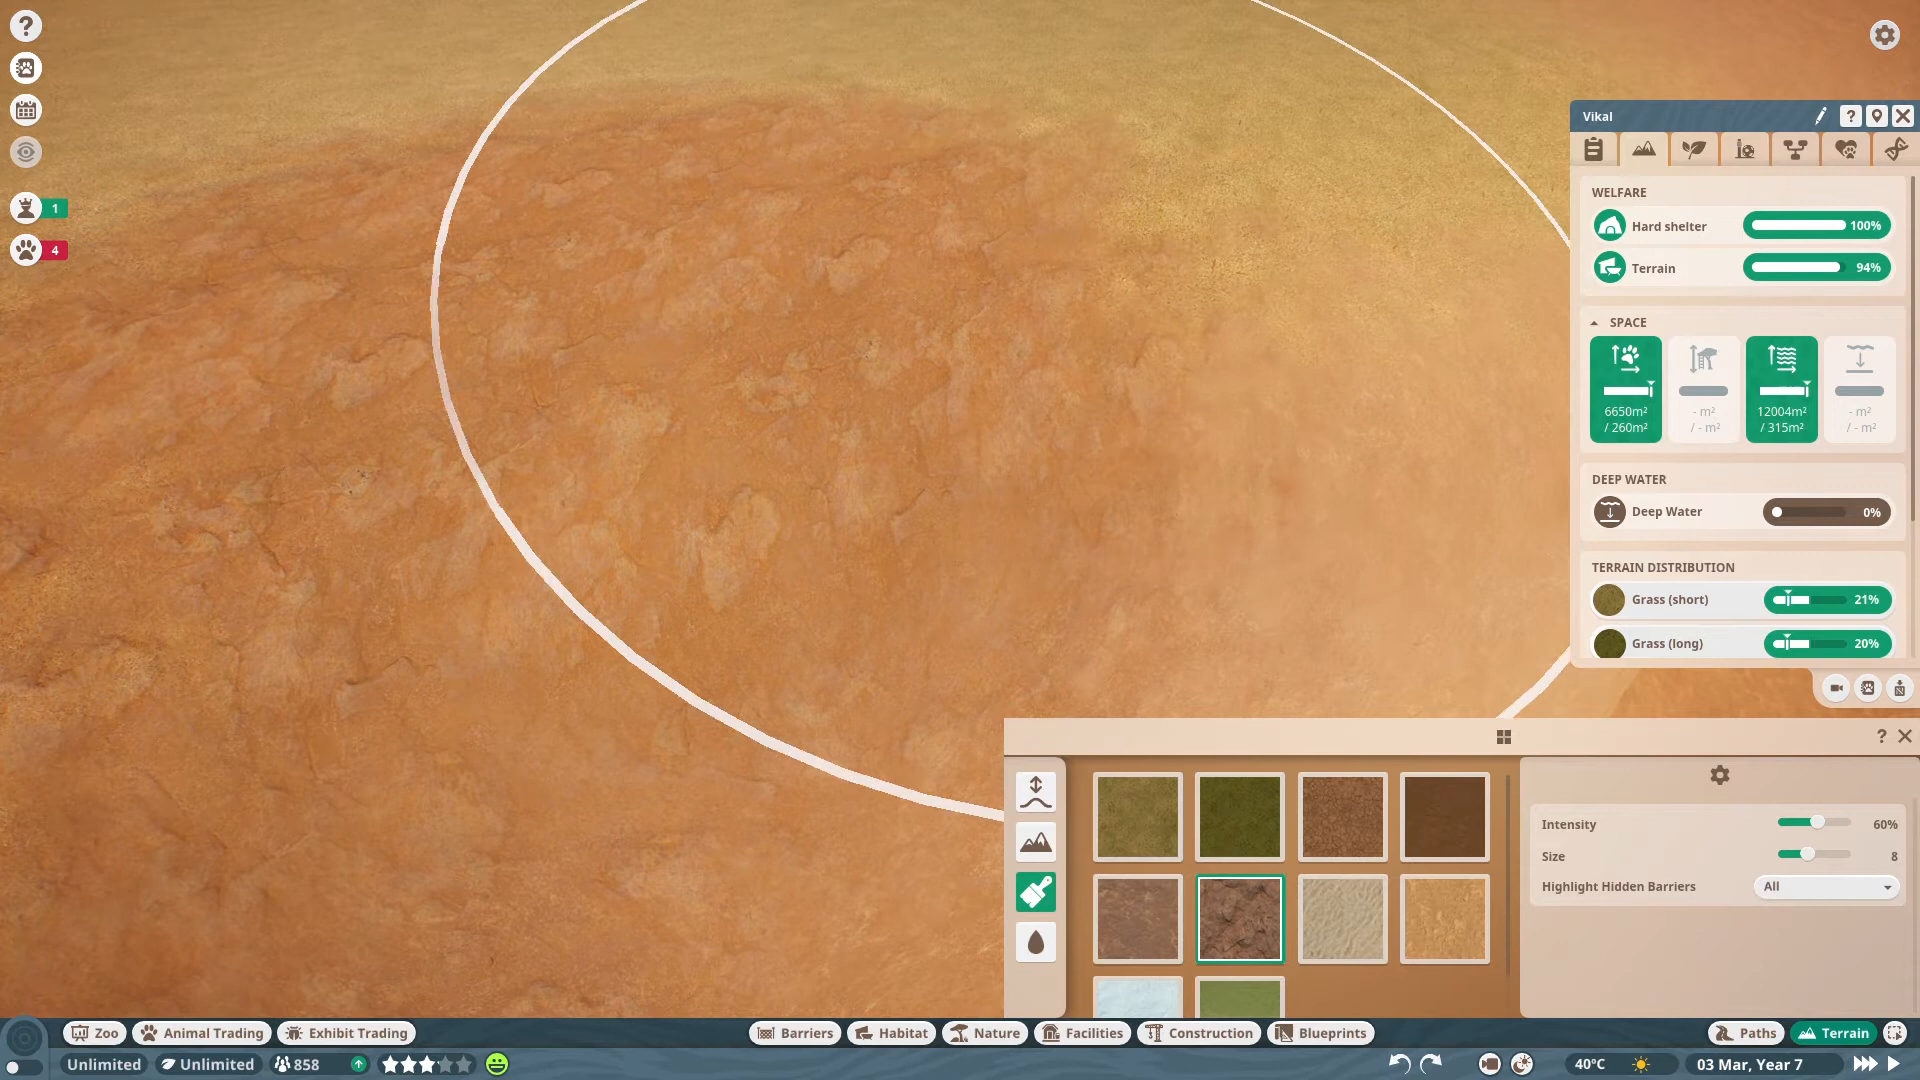 ?
1
4
Vikal
?
WELFARE
Hard shelter 100%
Terrain 94%
SPACE
6650m² - m² 12004m² - m²
/ 260m² / - m² / 315m² / - m²
DEEP WATER
Deep Water 0%
TERRAIN DISTRIBUTION
Grass (short) 21%
Grass (long) 20%
?
Intensity 60%
Size 8
Highlight Hidden Barriers All
Zoo Animal Trading Exhibit Trading Barriers Habitat Nature Facilities Construction Blueprints Paths Terrain
Unlimited Unlimited 858 40°C 03 Mar, Year 7